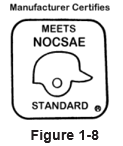 Manufacturer Certifies
MEETS
NOCSAE
STANDARD ®
Figure 1-8